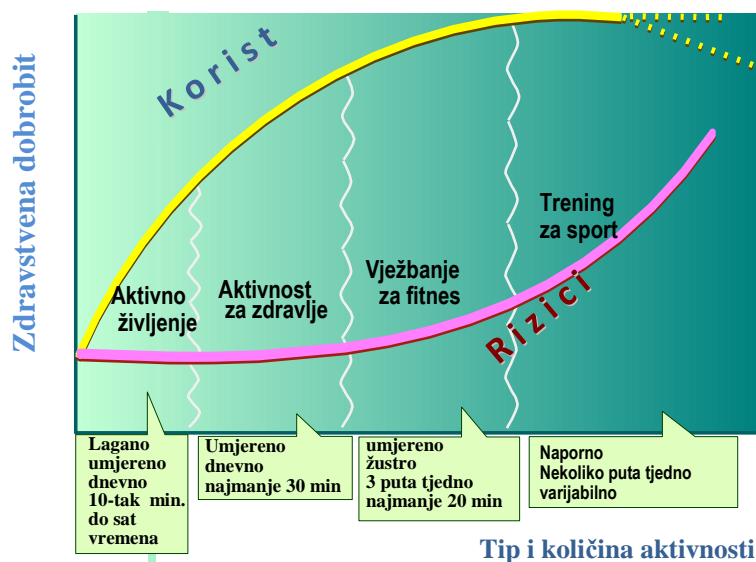 Zdravstvena dobrobit
Korist
Aktivno
življenje
Aktivnost
za zdravlje
Vježbanje
za fitnes
Trening
za sport
Rizici
Lagano
umjereno
dnevno
10-tak min.
do sat
vremena
Umjereno
dnevno
najmanje 30 min
umjereno
žustro
3 puta tjedno
najmanje 20 min
Naporno
Nekoliko puta tjedno
varijabilno
Tip i količina aktivnosti